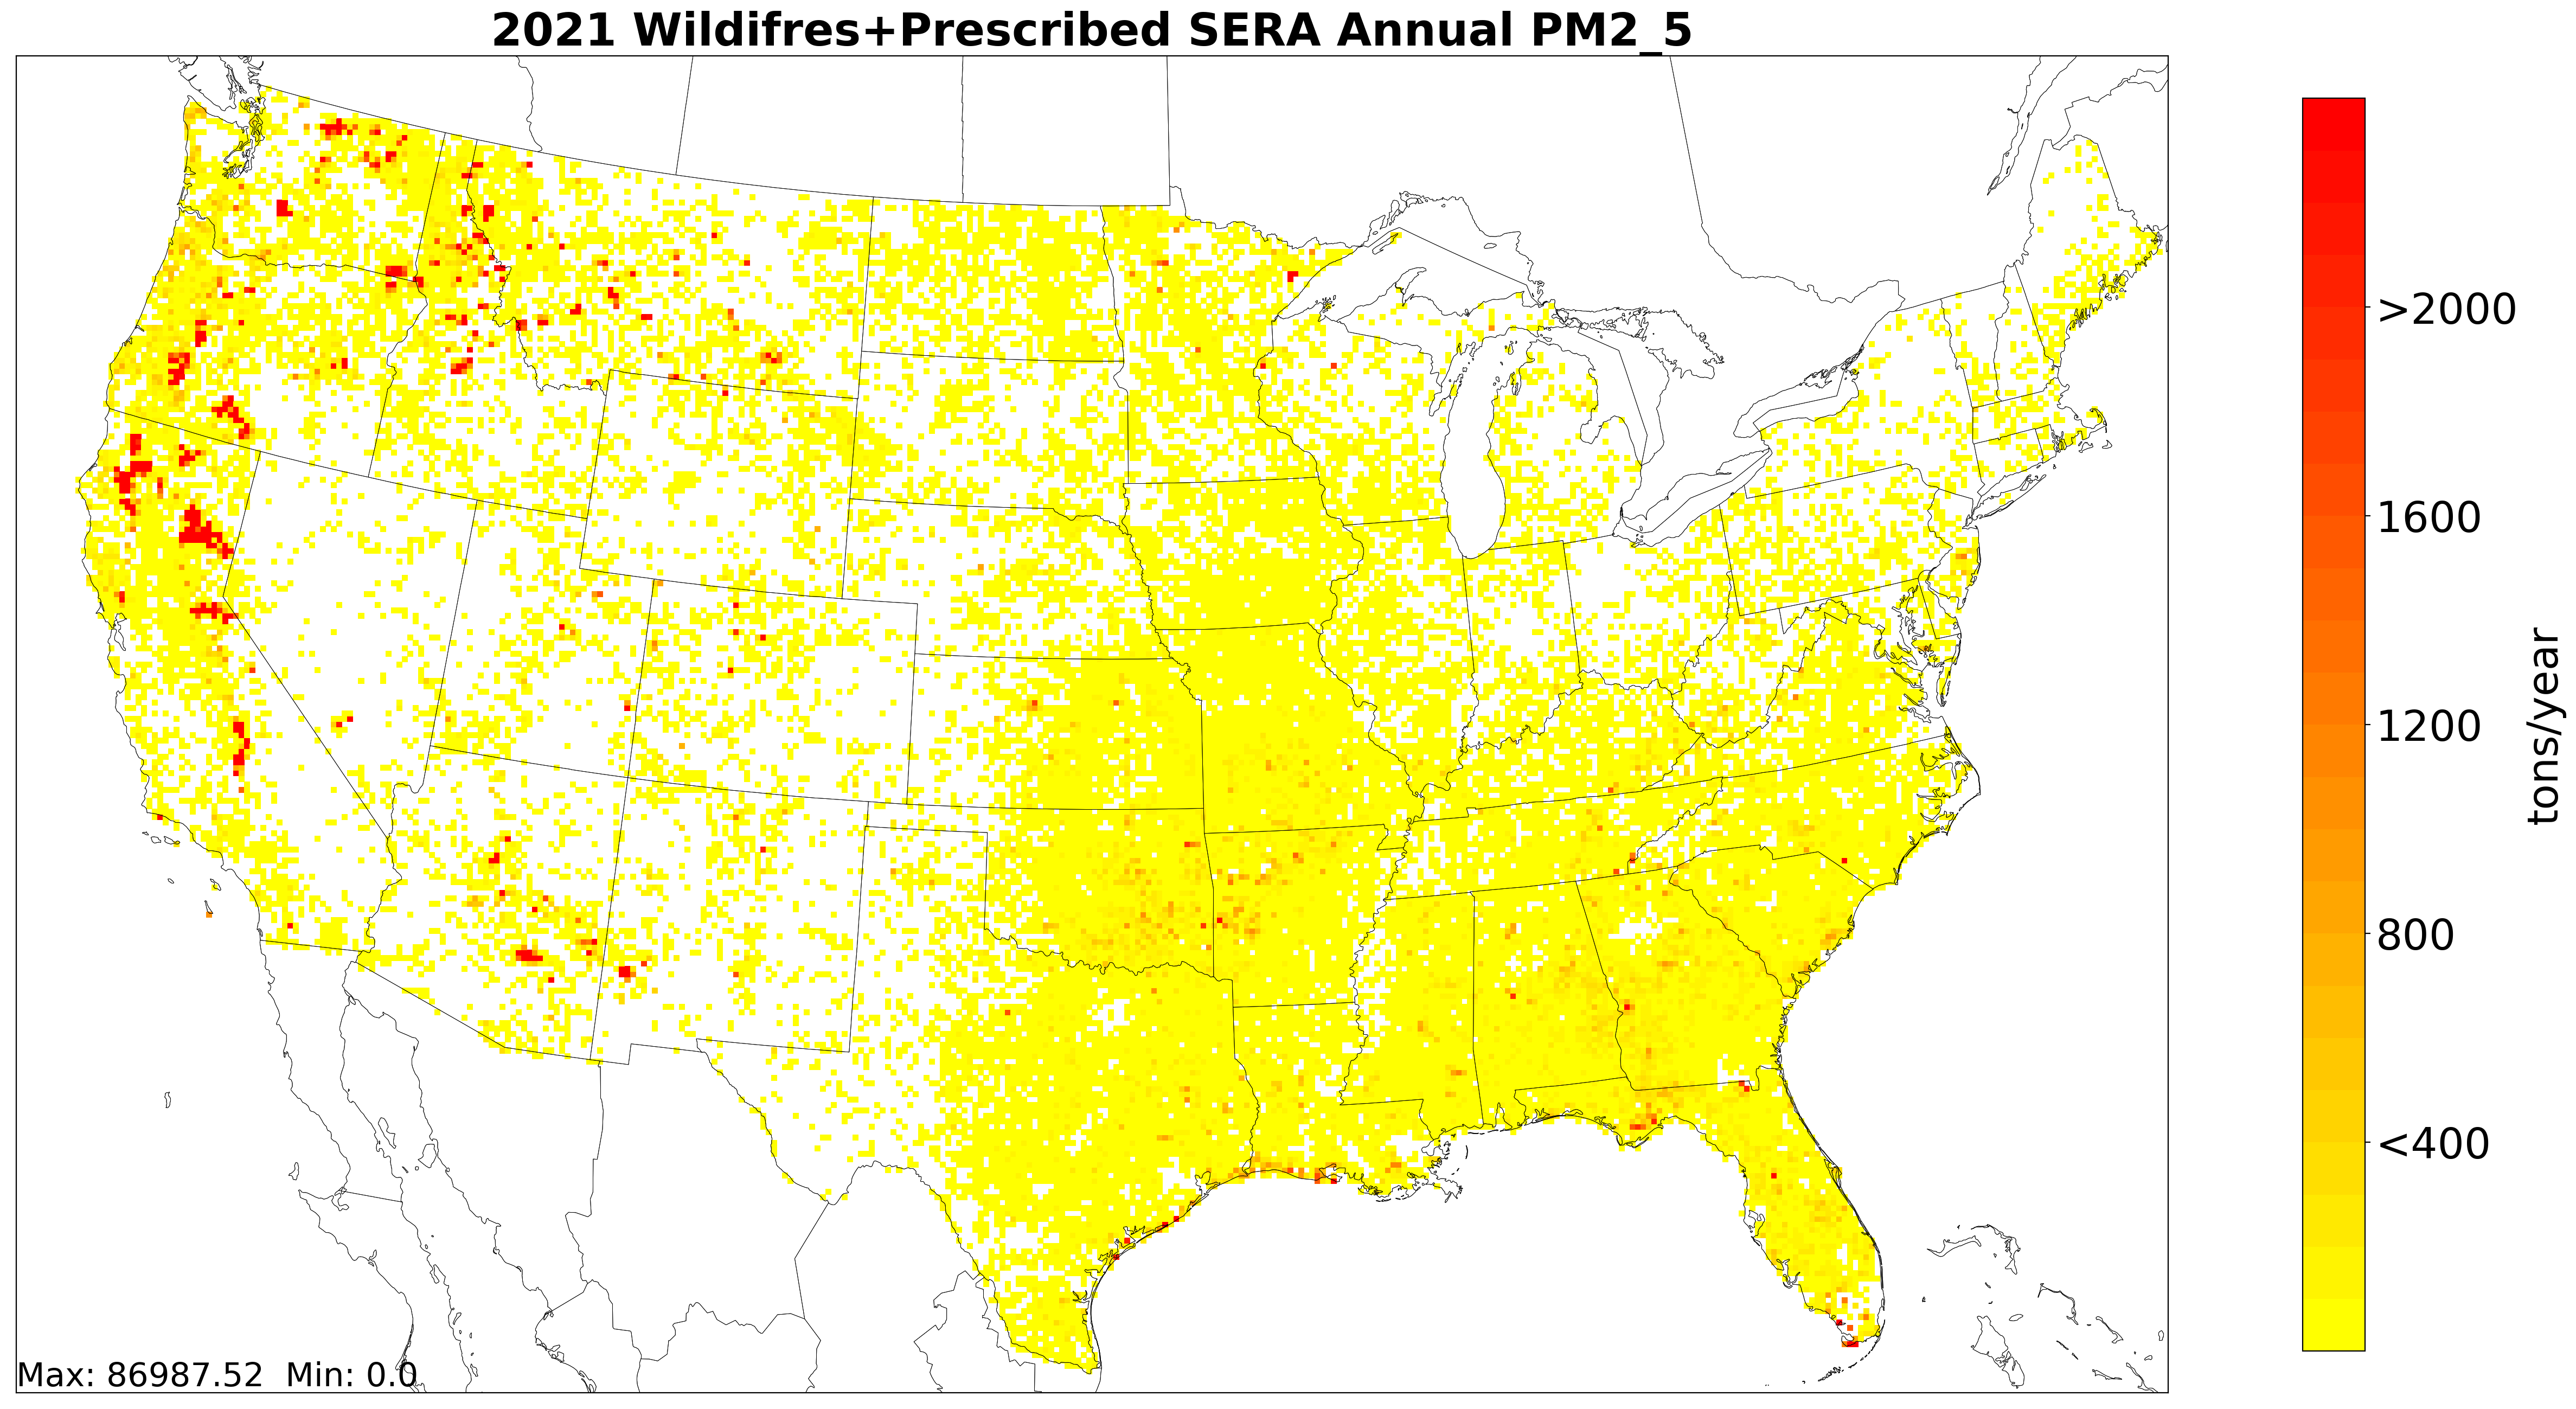 2021 Wildifres+Prescribed SERA Annual PM2_5
>2000
1600
1200
800
<400
tons/year
Max: 86987.52  Min: 0.0